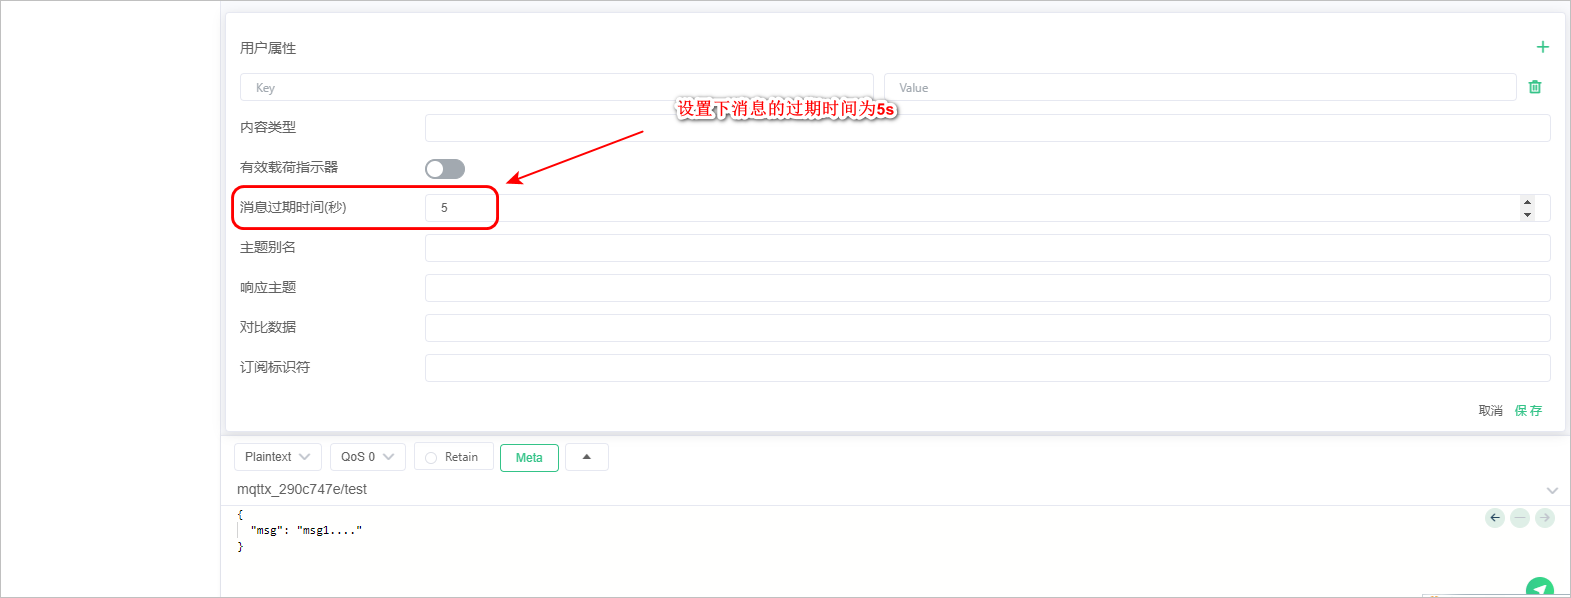 用户属性
Key
Value
设置下消息的过期时间为5s
内容类型
有效载荷指示器
消息过期时间(秒)
5
主题别名
响应主题
对比数据
订阅标识符
取消 保存
Plaintext
QoS 0
Retain
Meta
mqttx_290c747e/test
{
"msg": "msg1...."
}